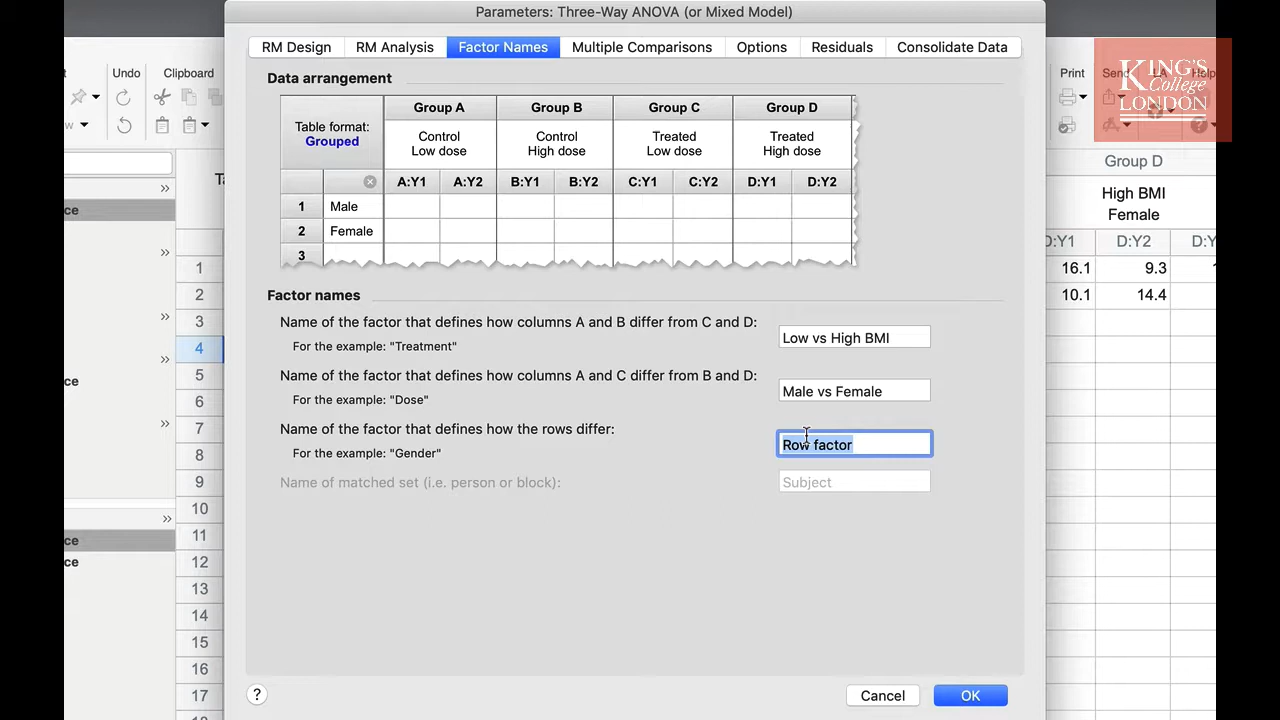 Parameters: Three-Way ANOVA (or Mixed Model)
RM Design RM Analysis Factor Names Multiple Comparisons Options Residuals Consolidate Data
Undo Clipboard Print Send LA Help
KING'S
College
LONDON
Data arrangement
Table format:
Grouped
Group A Group B Group C Group D
Control
Low dose
Control
High dose
Treated
Low dose
Treated
High dose
A:Y1 A:Y2 B:Y1 B:Y2 C:Y1 C:Y2 D:Y1 D:Y2
1 Male
2 Female
3
Factor names
Name of the factor that defines how columns A and B differ from C and D:
Low vs High BMI
For the example: "Treatment"
Name of the factor that defines how columns A and C differ from B and D:
Male vs Female
For the example: "Dose"
Name of the factor that defines how the rows differ:
Row factor
For the example: "Gender"
Name of matched set (i.e. person or block):
Subject
? Cancel OK
Group D
High BMI
Female
D:Y1 D:Y2 D:Y
16.1 9.3
10.1 14.4
ce
ce
ce
ce
1
2
3
4
5
6
7
8
9
10
11
12
13
14
15
16
17